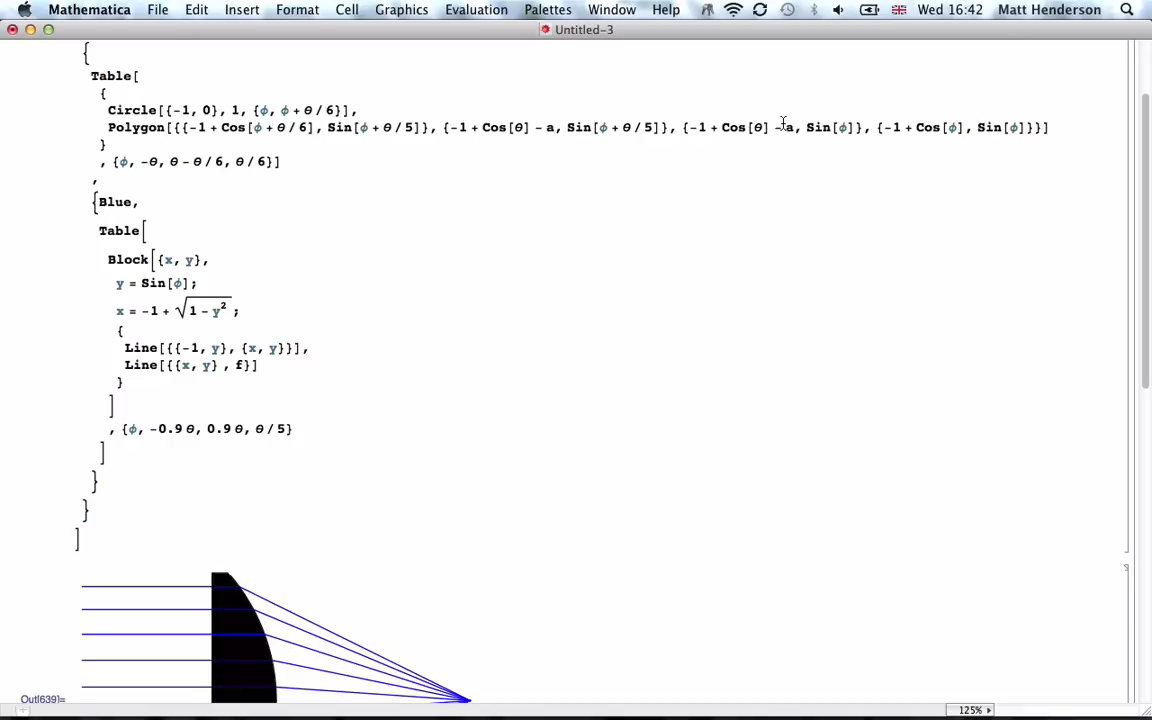 Mathematica File Edit Insert Format Cell Graphics Evaluation Palettes Window Help Wed 16:42 Matt Henderson
Untitled-3
{
Table[
{
Circle[{-1, 0}, 1, {ϕ, ϕ + θ / 6}],
Polygon[{{-1 + Cos[ϕ + θ / 6], Sin[ϕ + θ / 5]}, {-1 + Cos[θ] - a, Sin[ϕ + θ / 5]}, {-1 + Cos[θ] - a, Sin[ϕ]}, {-1 + Cos[ϕ], Sin[ϕ]}}]
}
, {ϕ, -θ, θ - θ / 6, θ / 6}]
,
{Blue,
Table[
Block[{x, y},
y = Sin[ϕ];
x = -1 + √1 - y²;
{
Line[{{-1, y}, {x, y}}],
Line[{{x, y} , f}]
}
]
, {ϕ, -0.9 θ, 0.9 θ, θ / 5}
]
}
}
]
Out[639]=
125%